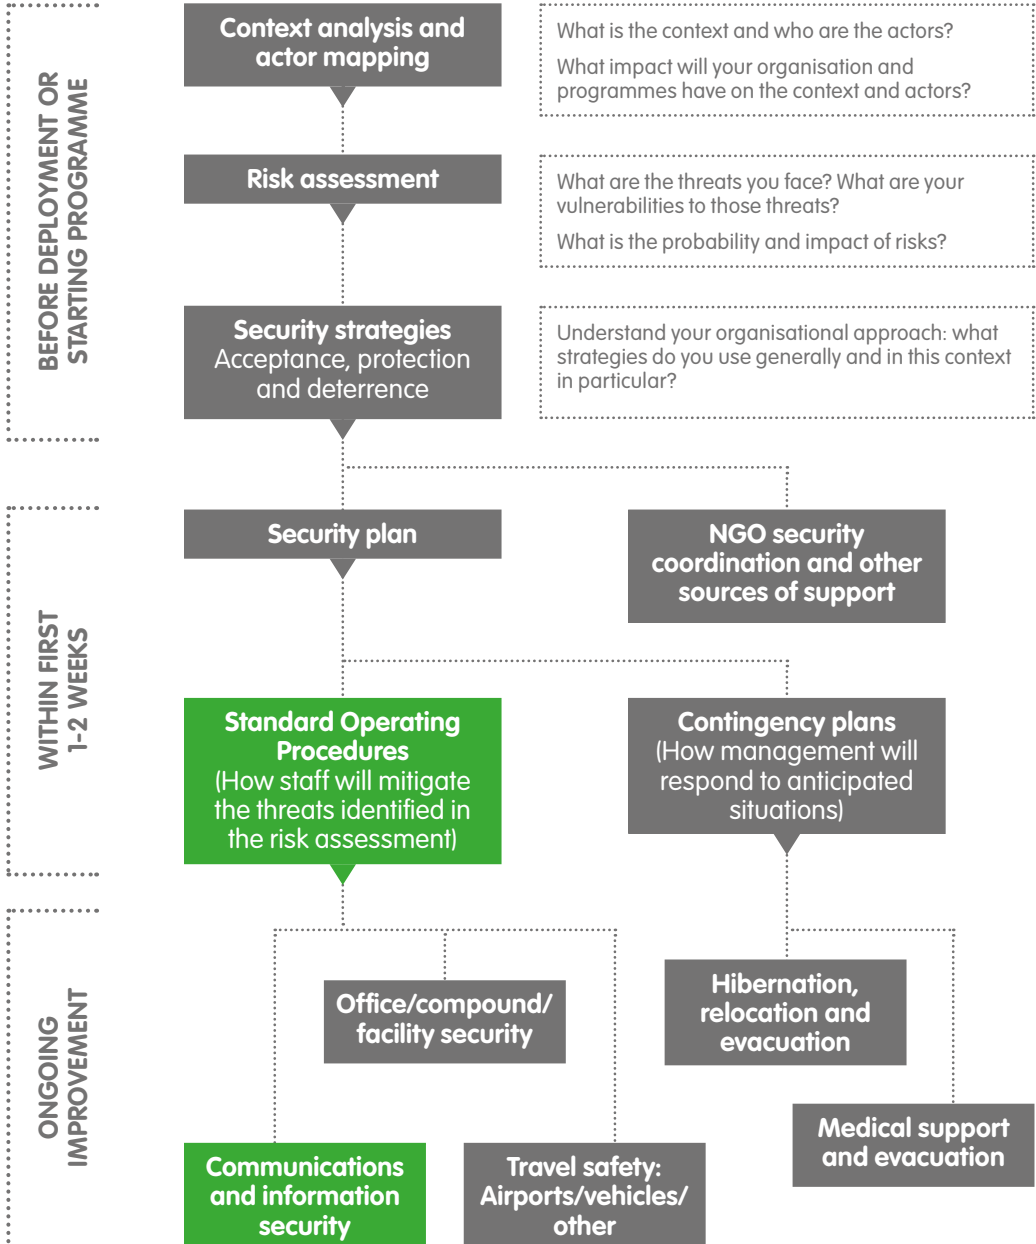 BEFORE DEPLOYMENT OR
STARTING PROGRAMME
Context analysis and
actor mapping
What is the context and who are the actors?
What impact will your organisation and
programmes have on the context and actors?
Risk assessment
What are the threats you face? What are your
vulnerabilities to those threats?
What is the probability and impact of risks?
Security strategies
Acceptance, protection
and deterrence
Understand your organisational approach: what
strategies do you use generally and in this context
in particular?
WITHIN FIRST
1-2 WEEKS
Security plan
NGO security
coordination and other
sources of support
Standard Operating
Procedures
(How staff will mitigate
the threats identified in
the risk assessment)
Contingency plans
(How management will
respond to anticipated
situations)
ONGOING
IMPROVEMENT
Office/compound/
facility security
Hibernation,
relocation and
evacuation
Communications
and information
security
Travel safety:
Airports/vehicles/
other
Medical support
and evacuation